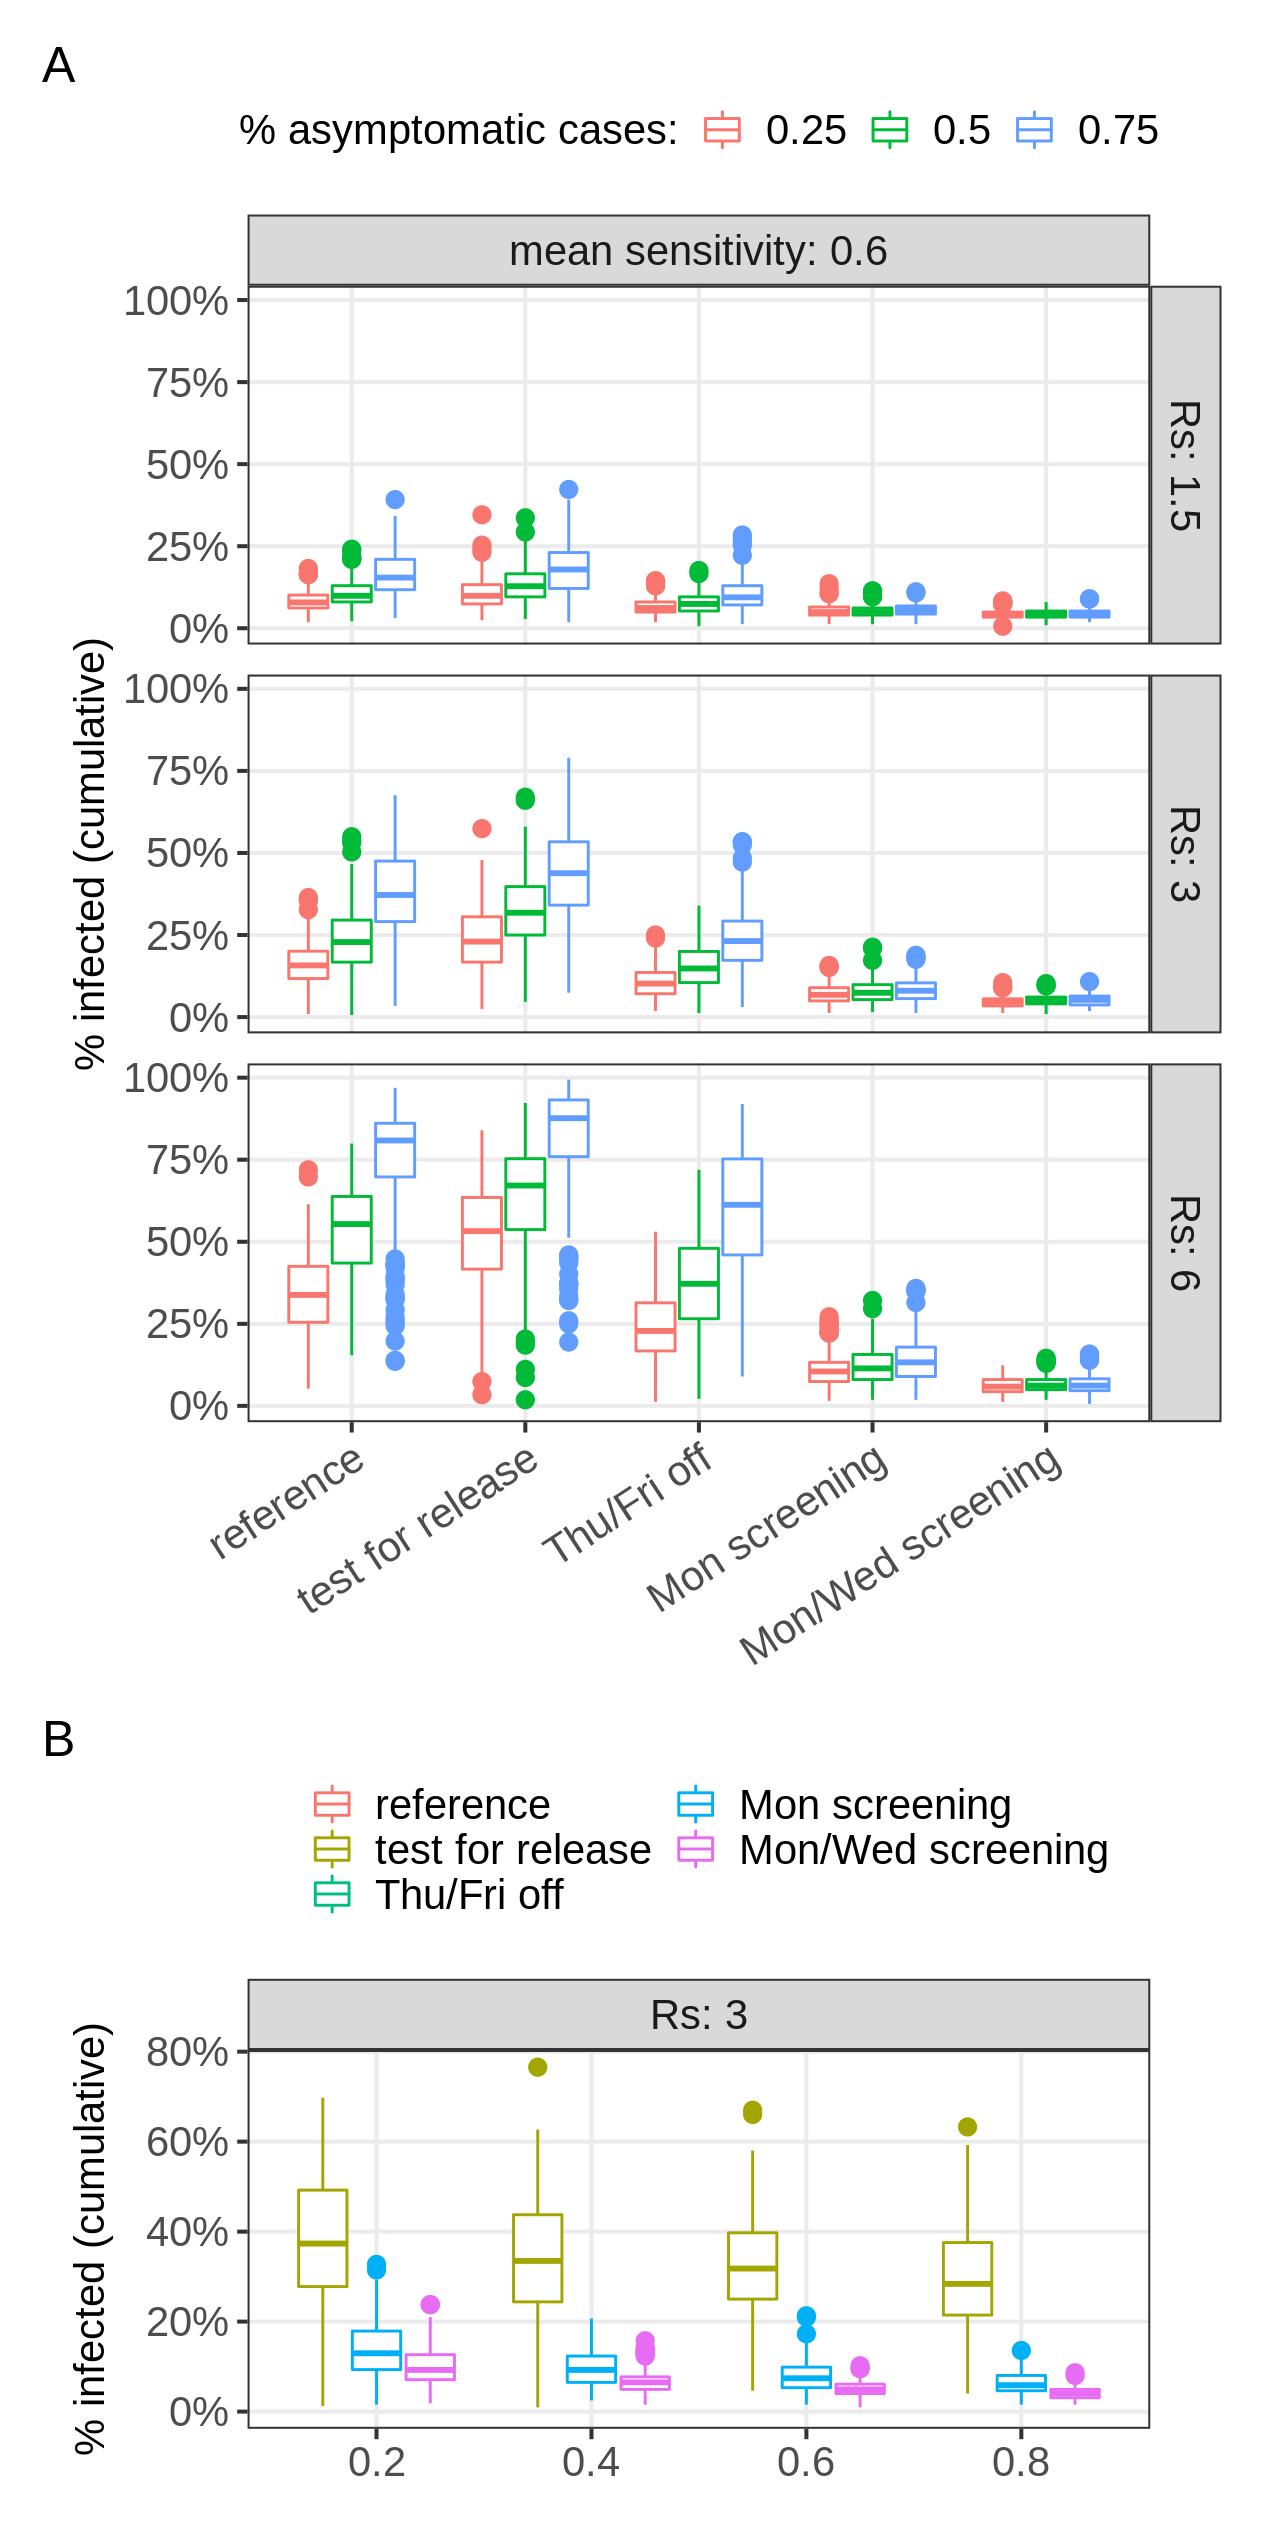 A
% asymptomatic cases: 0.25 0.5 0.75
mean sensitivity: 0.6
100%
75%
50%
25%
0%
Rs: 1.5
100%
75%
50%
25%
0%
Rs: 3
100%
75%
50%
25%
0%
Rs: 6
% infected (cumulative)
reference
test for release
Thu/Fri off
Mon screening
Mon/Wed screening
B
reference
test for release
Thu/Fri off
Mon screening
Mon/Wed screening
Rs: 3
80%
60%
40%
20%
0%
% infected (cumulative)
0.2 0.4 0.6 0.8